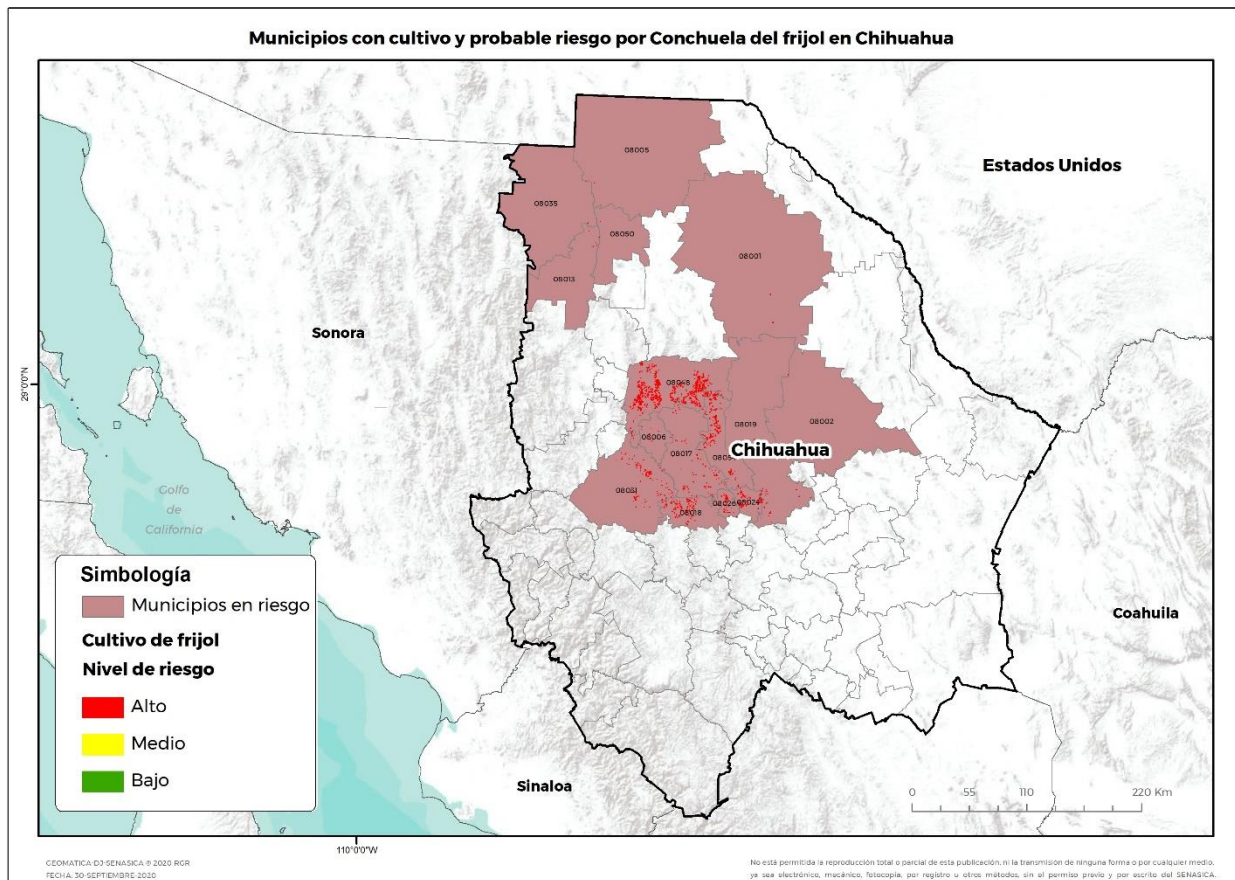 Municipios con cultivo y probable riesgo por Conchuela del frijol en Chihuahua
08005
Estados Unidos
08035
08050
08001
08013
Sonora
29°0'0"N
08048
08002
08019
08006
Chihuahua
08017
08031
08018
Golfo
de
California
Simbología
Municipios en riesgo
Cultivo de frijol
Nivel de riesgo
Alto
Medio
Bajo
Coahuila
Sinaloa
0 55 110 220 Km
110°0'0"W
GEOMATICA-DJ-SENASICA © 2020 RGR
FECHA: 30-SEPTIEMBRE-2020
No está permitida la reproducción total o parcial de esta publicación, ni la transmisión de ninguna forma o por cualquier medio,
ya sea electrónico, mecánico, fotocopia, por registro u otros métodos, sin el permiso previo y por escrito del SENASICA.